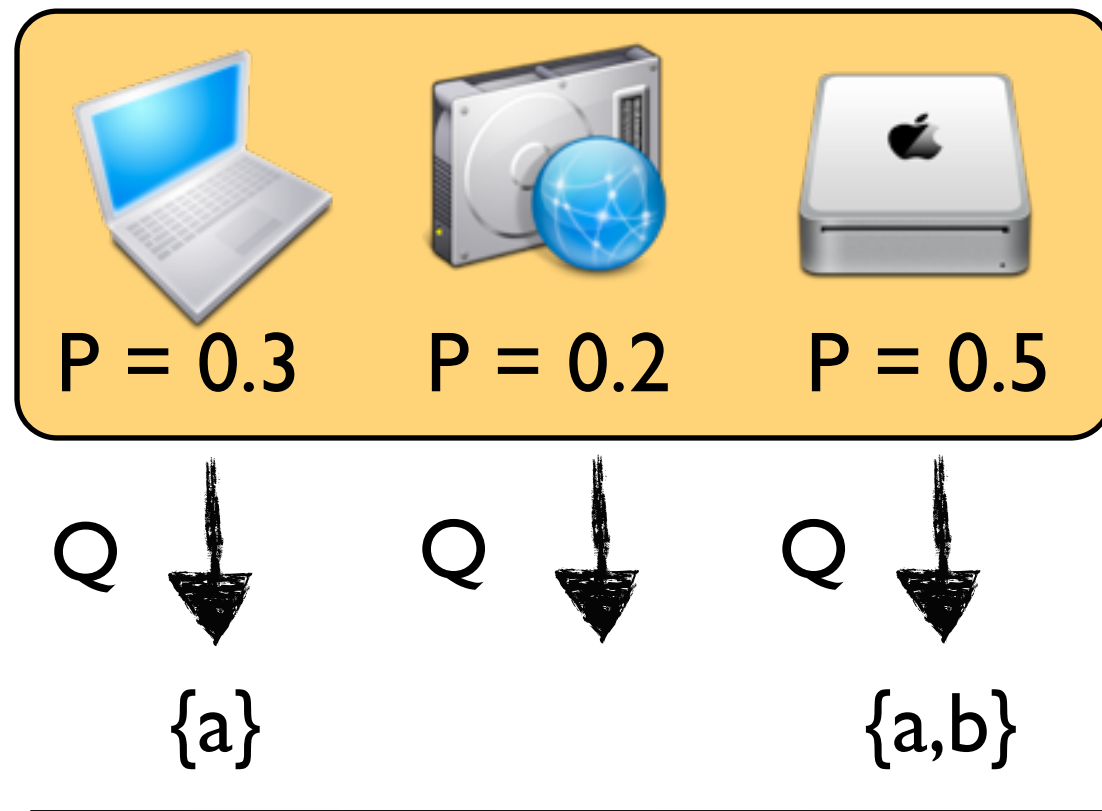 P = 0.3 P = 0.2 P = 0.5
Q Q Q
{a} {a,b}